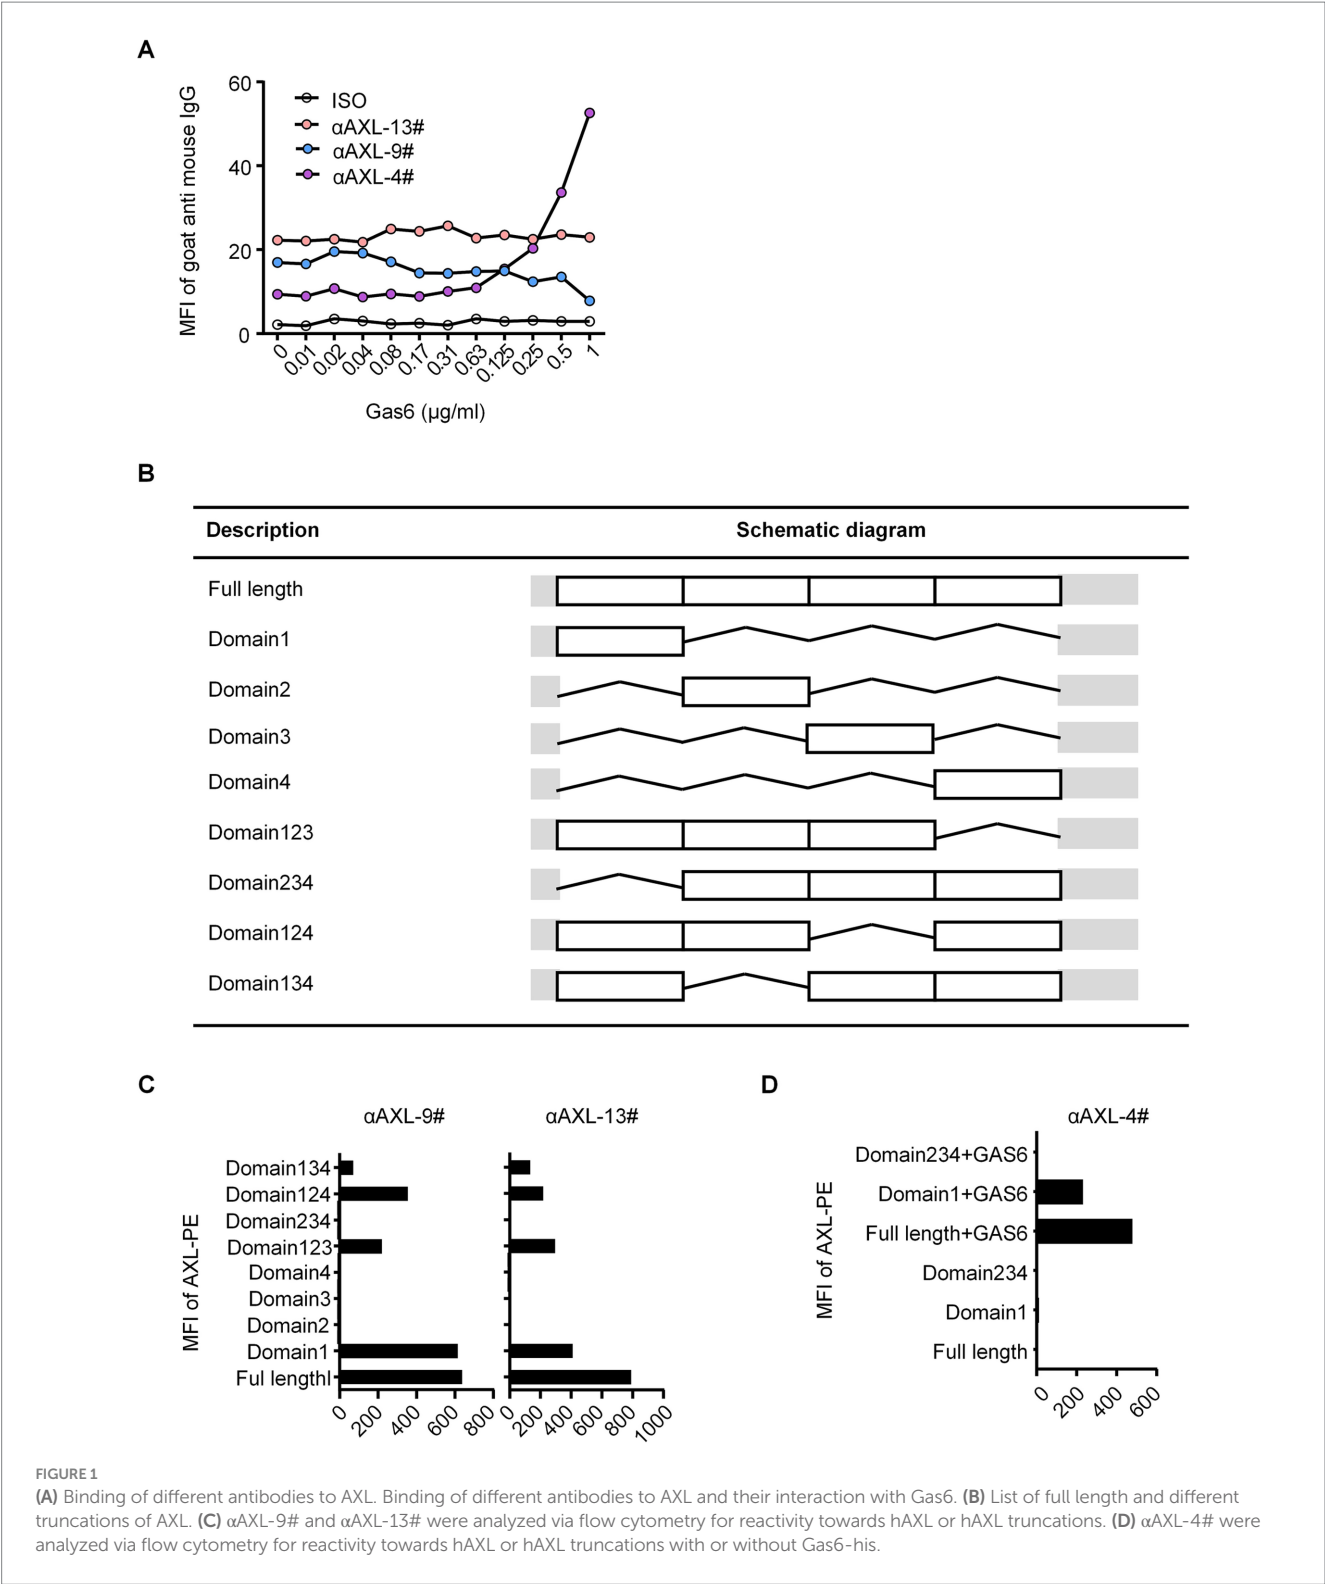 A
MFI of goat anti mouse IgG
60
40
20
0
ISO
αAXL-13#
αAXL-9#
αAXL-4#
0 0.01 0.02 0.04 0.08 0.17 0.31 0.63 0.125 0.25 0.5 1
Gas6 (μg/ml)
B
Description Schematic diagram
Full length
Domain1
Domain2
Domain3
Domain4
Domain123
Domain234
Domain124
Domain134
C
αAXL-9# αAXL-13#
MFI of AXL-PE
Domain134
Domain124
Domain234
Domain123
Domain4
Domain3
Domain2
Domain1
Ful lengthl
0 200 400 600 800
0 200 400 600 800 1000
D
αAXL-4#
MFI of AXL-PE
Domain234+GAS6
Domain1+GAS6
Full length+GAS6
Domain234
Domain1
Full length
0 200 400 600
FIGURE 1
(A) Binding of different antibodies to AXL. Binding of different antibodies to AXL and their interaction with Gas6. (B) List of full length and different
truncations of AXL. (C) αAXL-9# and αAXL-13# were analyzed via flow cytometry for reactivity towards hAXL or hAXL truncations. (D) αAXL-4# were
analyzed via flow cytometry for reactivity towards hAXL or hAXL truncations with or without Gas6-his.